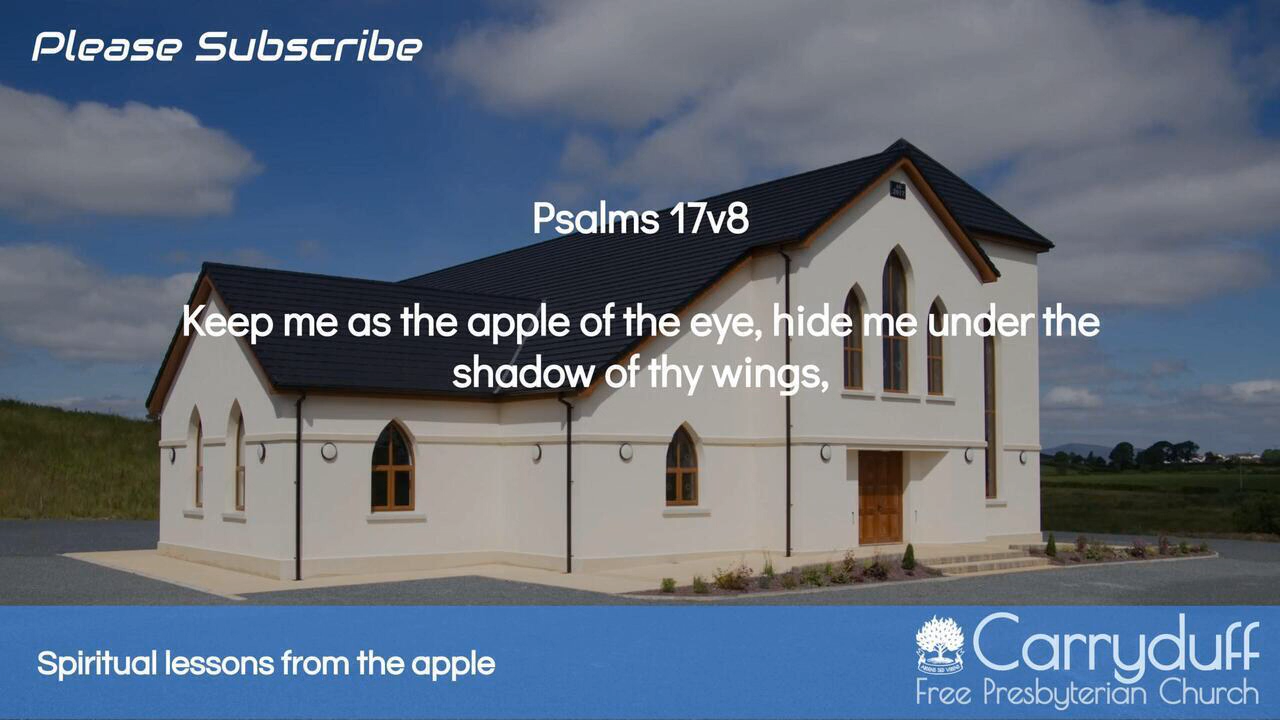 Please Subscribe
Psalms 17v8
Keep me as the apple of the eye, hide me under the
shadow of thy wings,
Spiritual lessons from the apple
Carryduff
Free Presbyterian Church